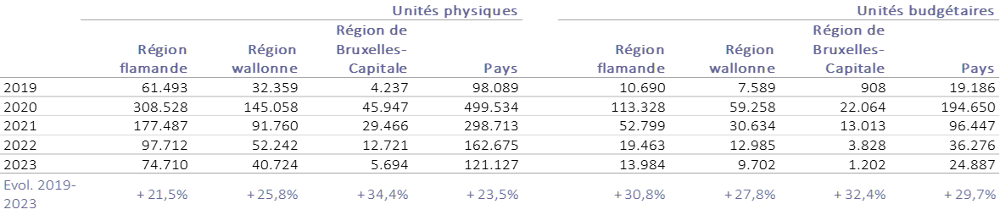 Unités physiques Unités budgétaires
Région flamande Région wallonne Région de Bruxelles-Capitale Pays Région flamande Région wallonne Région de Bruxelles-Capitale Pays
2019 61.493 32.359 4.237 98.089 10.690 7.589 908 19.186
2020 308.528 145.058 45.947 499.534 113.328 59.258 22.064 194.650
2021 177.487 91.760 29.466 298.713 52.799 30.634 13.013 96.447
2022 97.712 52.242 12.721 162.675 19.463 12.985 3.828 36.276
2023 74.710 40.724 5.694 121.127 13.984 9.702 1.202 24.887
Evol. 2019-2023 + 21,5% + 25,8% + 34,4% + 23,5% + 30,8% + 27,8% + 32,4% + 29,7%